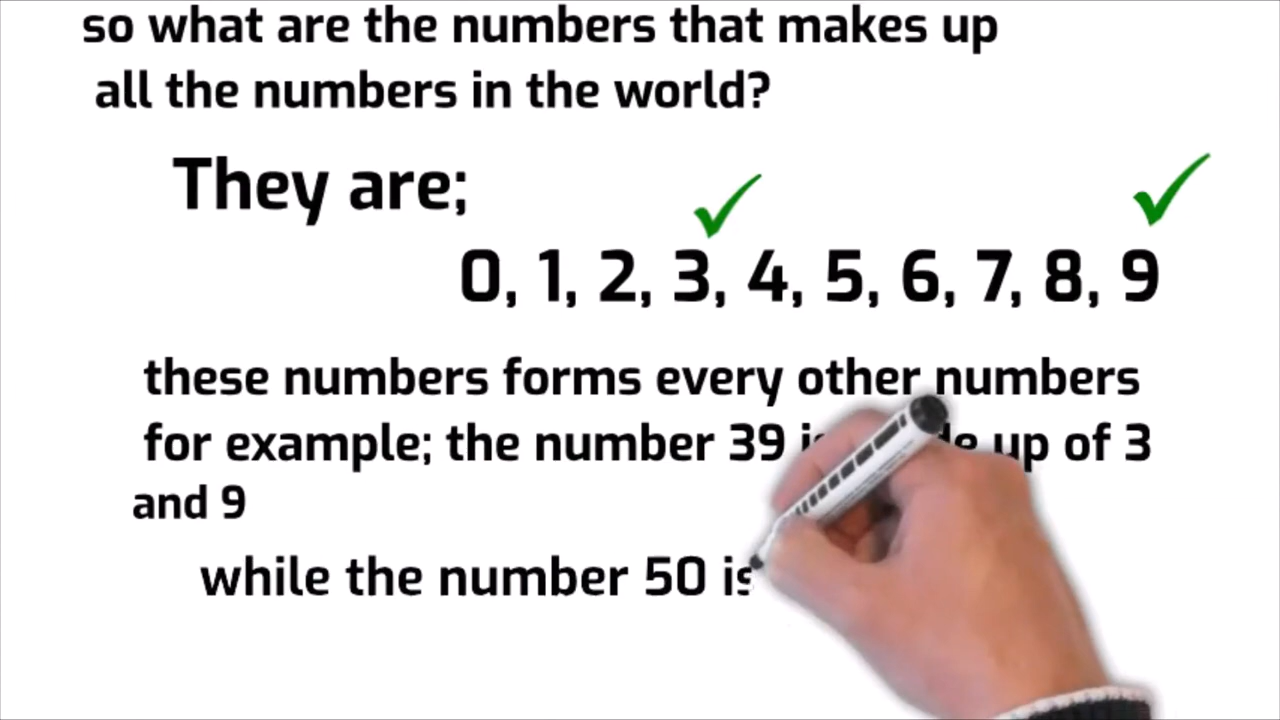 so what are the numbers that makes up
all the numbers in the world?
They are;
0, 1, 2, 3, 4, 5, 6, 7, 8, 9
these numbers forms every other numbers
for example; the number 39 up of 3
and 9
while the number 50 is